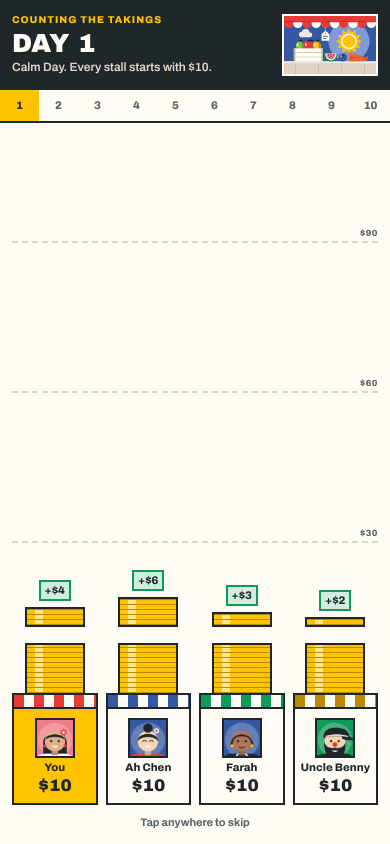 COUNTING THE TAKINGS
DAY 1
Calm Day. Every stall starts with $10.
1 2 3 4 5 6 7 8 9 10
$90
$60
$30
+$4 +$6 +$3 +$2
You Ah Chen Farah Uncle Benny
$10 $10 $10 $10
Tap anywhere to skip